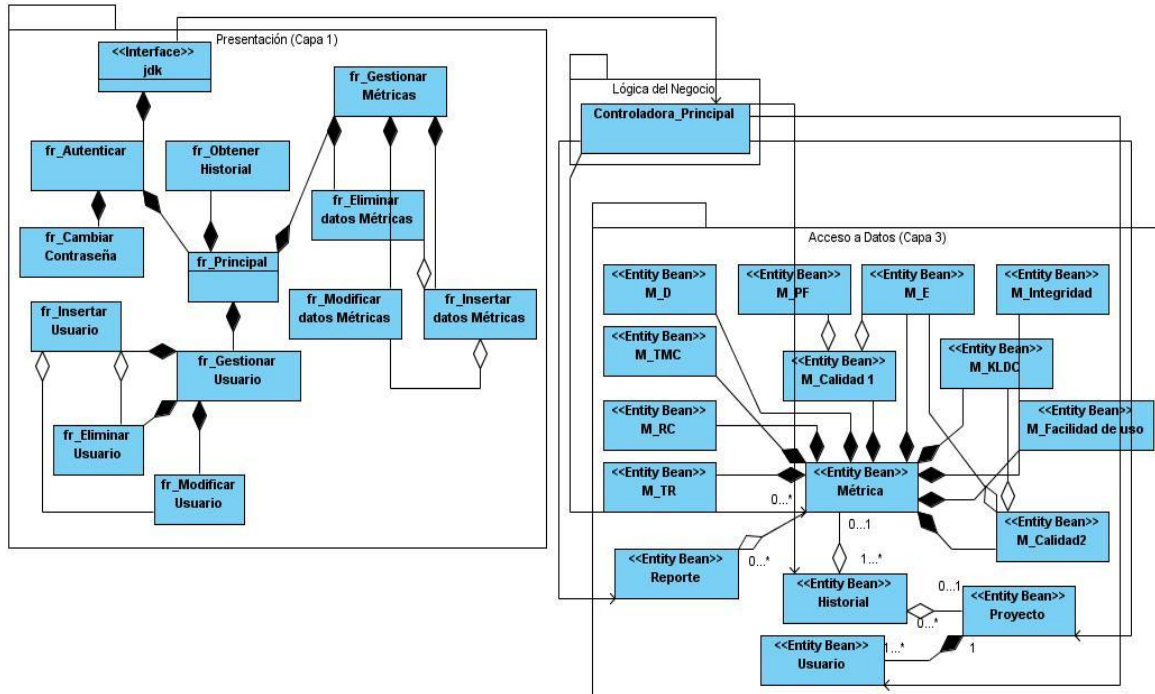 Presentación (Capa 1)
<<Interface>>
jdk
fr_Gestionar
Métricas
fr_Autenticar
fr_Obtener
Historial
fr_Eliminar
datos Métricas
fr_Cambiar
Contraseña
fr_Principal
fr_Modificar
datos Métricas
fr_Insertar
datos Métricas
fr_Insertar
Usuario
fr_Gestionar
Usuario
fr_Eliminar
Usuario
fr_Modificar
Usuario
Lógica del Negocio
Controladora_Principal
Acceso a Datos (Capa 3)
<<Entity Bean>>
M_D
<<Entity Bean>>
M_PF
<<Entity Bean>>
M_E
<<Entity Bean>>
M_Integridad
<<Entity Bean>>
M_TMC
<<Entity Bean>>
M_Calidad 1
<<Entity Bean>>
M_KLDC
<<Entity Bean>>
M_RC
<<Entity Bean>>
M_Facilidad de uso
<<Entity Bean>>
M_TR
<<Entity Bean>>
Métrica
0...*
0...1
<<Entity Bean>>
M_Calidad2
<<Entity Bean>>
Reporte
0...*
1...*
<<Entity Bean>>
Historial
0...1
0...*
<<Entity Bean>>
Proyecto
1...*
1
<<Entity Bean>>
Usuario